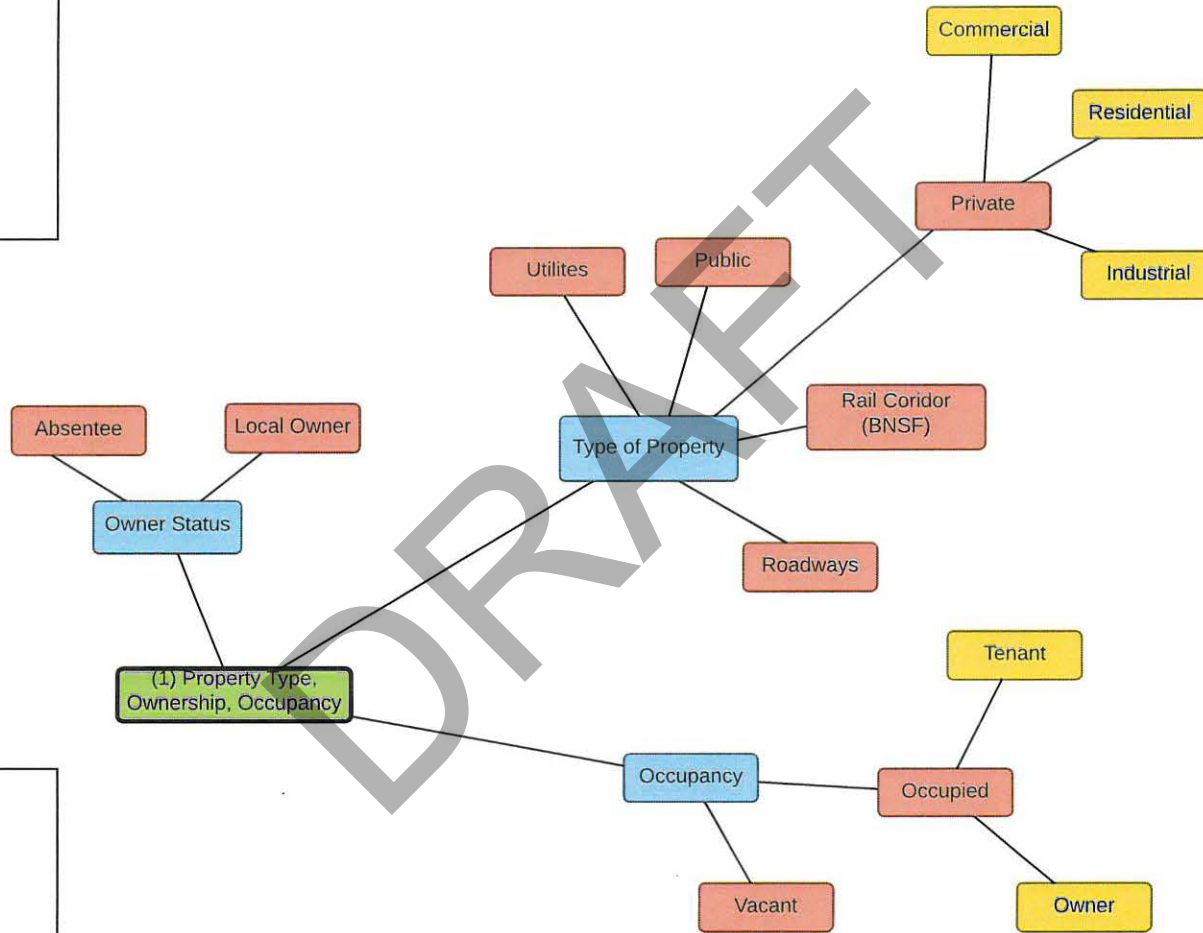 Commercial
Residential
Private
Industrial
Utilites
Public
Rail Coridor
(BNSF)
Type of Property
Absentee
Local Owner
Owner Status
Roadways
(1) Property Type,
Ownership, Occupancy
Tenant
Occupancy
Occupied
Vacant
Owner
DRAFT